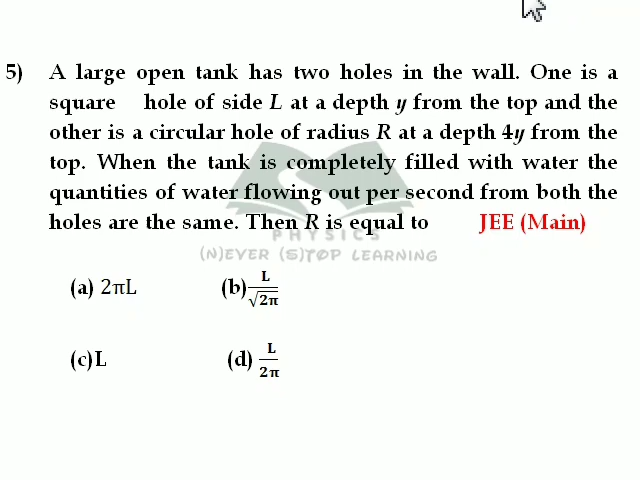 5) A large open tank has two holes in the wall. One is a
square hole of side L at a depth y from the top and the
other is a circular hole of radius R at a depth 4y from the
top. When the tank is completely filled with water the
quantities of water flowing out per second from both the
holes are the same. Then R is equal to JEE (Main)
PHYSICS
(N)EVER (S)TOP LEARNING
(a) 2πL (b) L/√2π
(c)L (d) L/2π